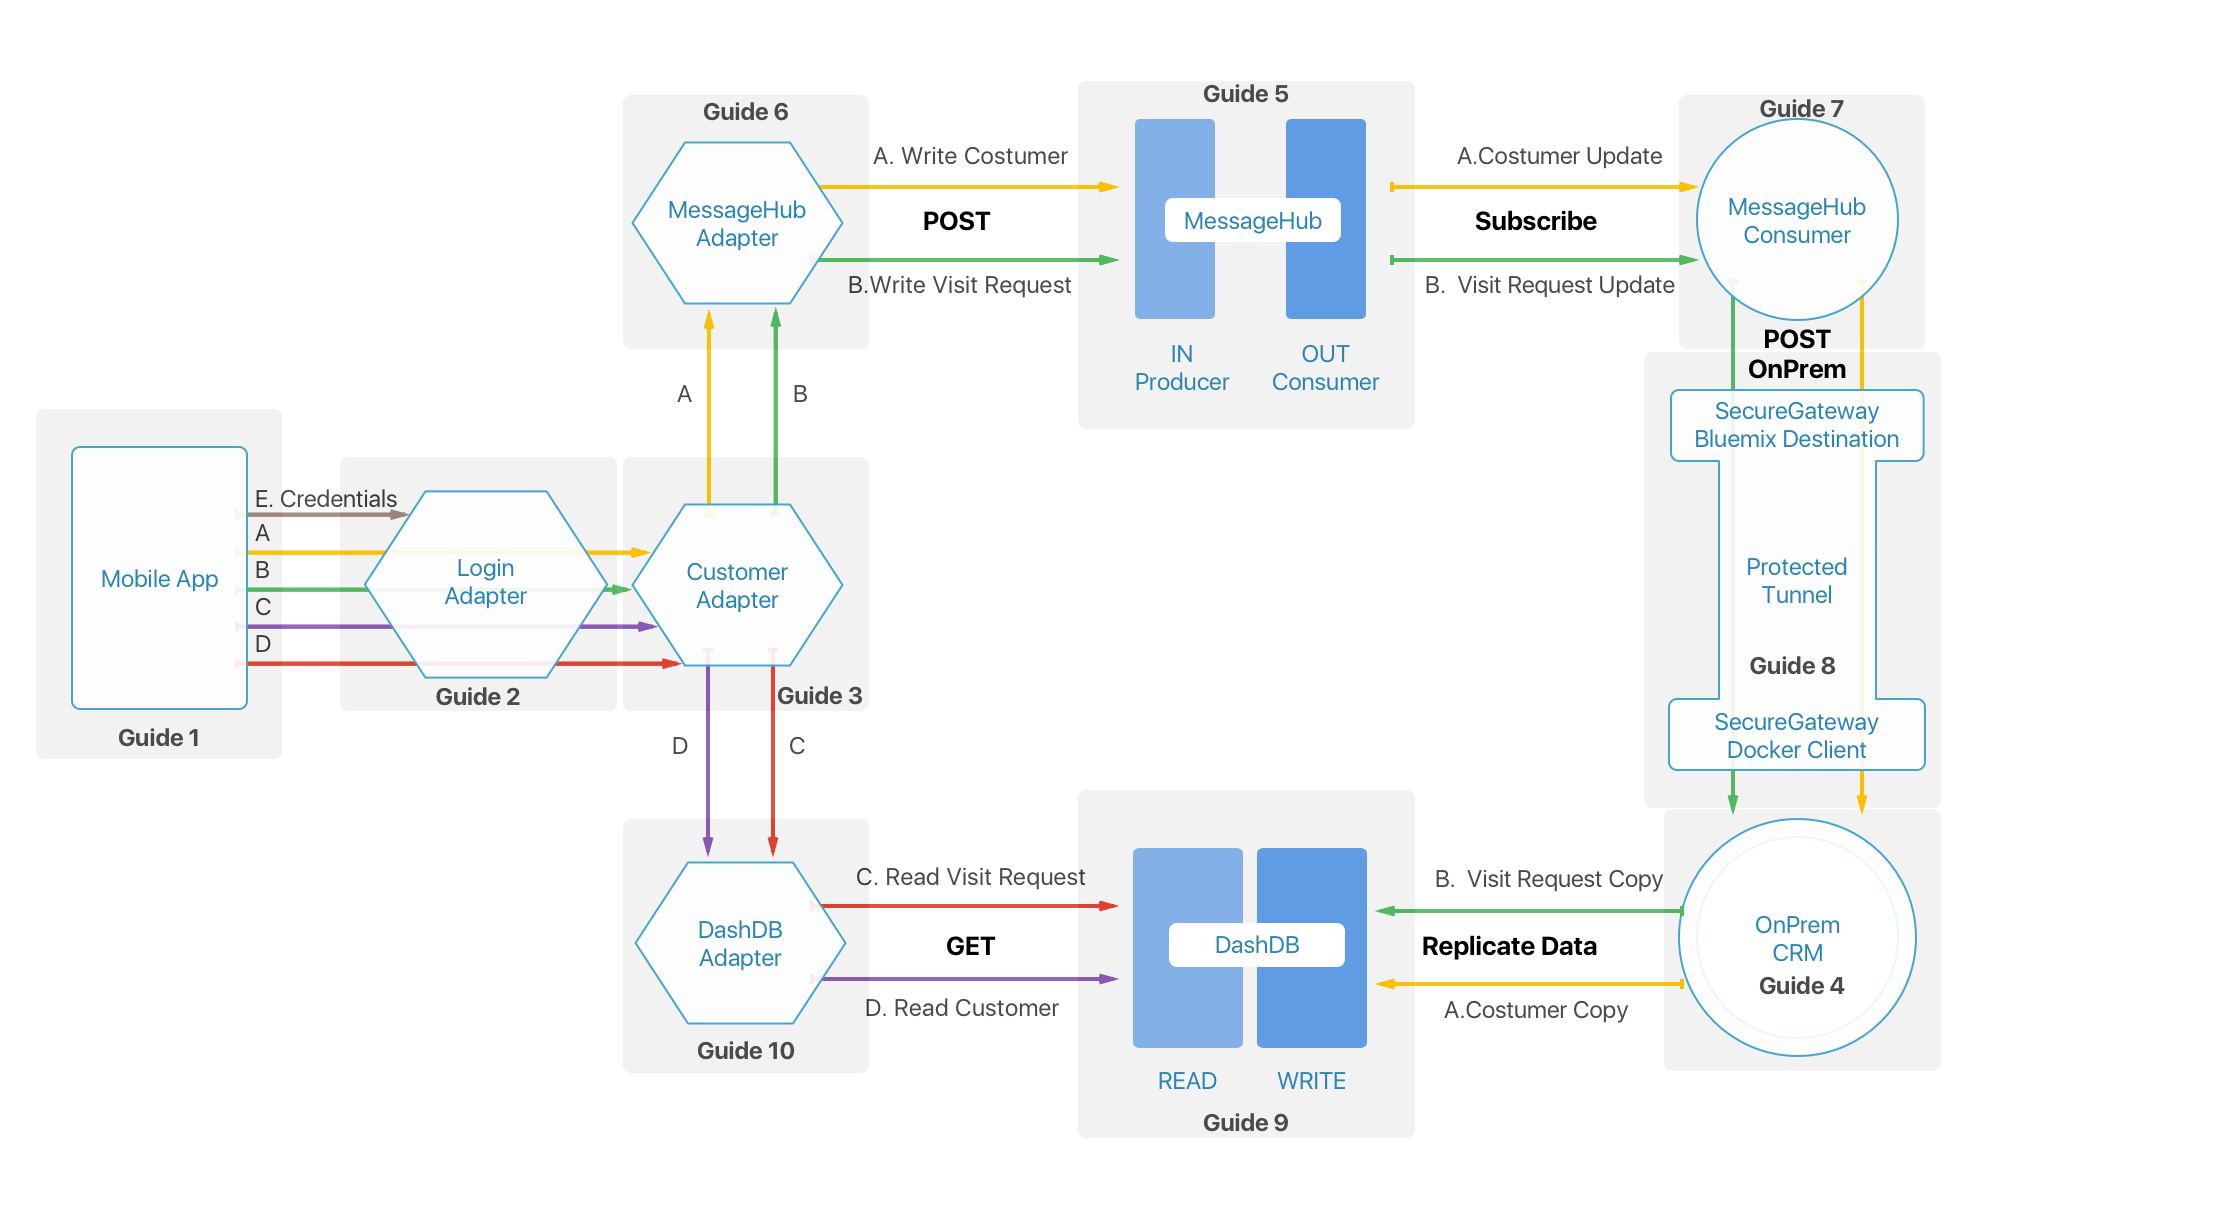 Guide 6
MessageHub
Adapter
A. Write Costumer
POST
B.Write Visit Request
Guide 5
MessageHub
IN
Producer
OUT
Consumer
A.Costumer Update
Subscribe
B.  Visit Request Update
Guide 7
MessageHub
Consumer
POST
OnPrem
SecureGateway
Bluemix Destination
Protected
Tunnel
Guide 8
SecureGateway
Docker Client
A
B
Mobile App
Guide 1
E. Credentials
A
B
C
D
Login
Adapter
Guide 2
Customer
Adapter
Guide 3
D
C
DashDB
Adapter
Guide 10
C. Read Visit Request
GET
D. Read Customer
DashDB
READ
WRITE
Guide 9
B.  Visit Request Copy
Replicate Data
A.Costumer Copy
OnPrem
CRM
Guide 4